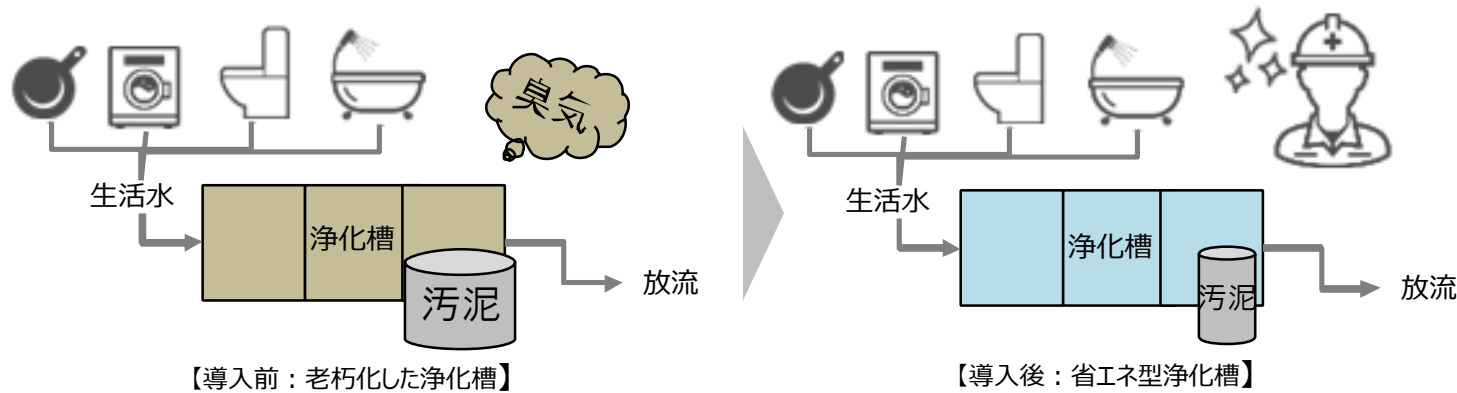 臭気
生活水
浄化槽
汚泥
放流
【導入前：老朽化した浄化槽】
生活水
浄化槽
汚泥
放流
【導入後：省エネ型浄化槽】